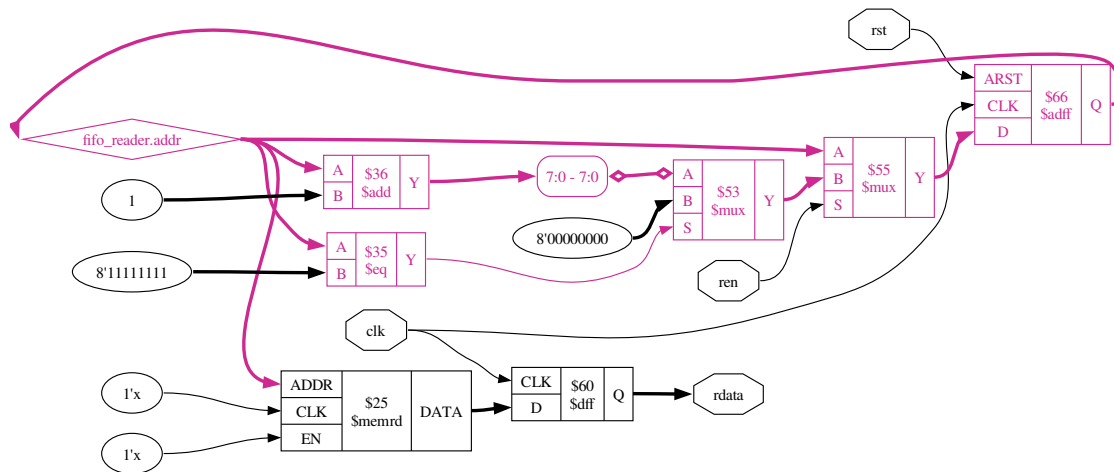 rst
ARST
CLK
D
$66
$adff
Q
fifo_reader.addr
1
A
B
$36
$add
Y
7:0 - 7:0
8'00000000
A
B
S
$53
$mux
Y
A
B
S
$55
$mux
Y
8'11111111
A
B
$35
$eq
Y
ren
clk
1'x
1'x
ADDR
CLK
EN
$25
$memrd
DATA
CLK
D
$60
$dff
Q
rdata